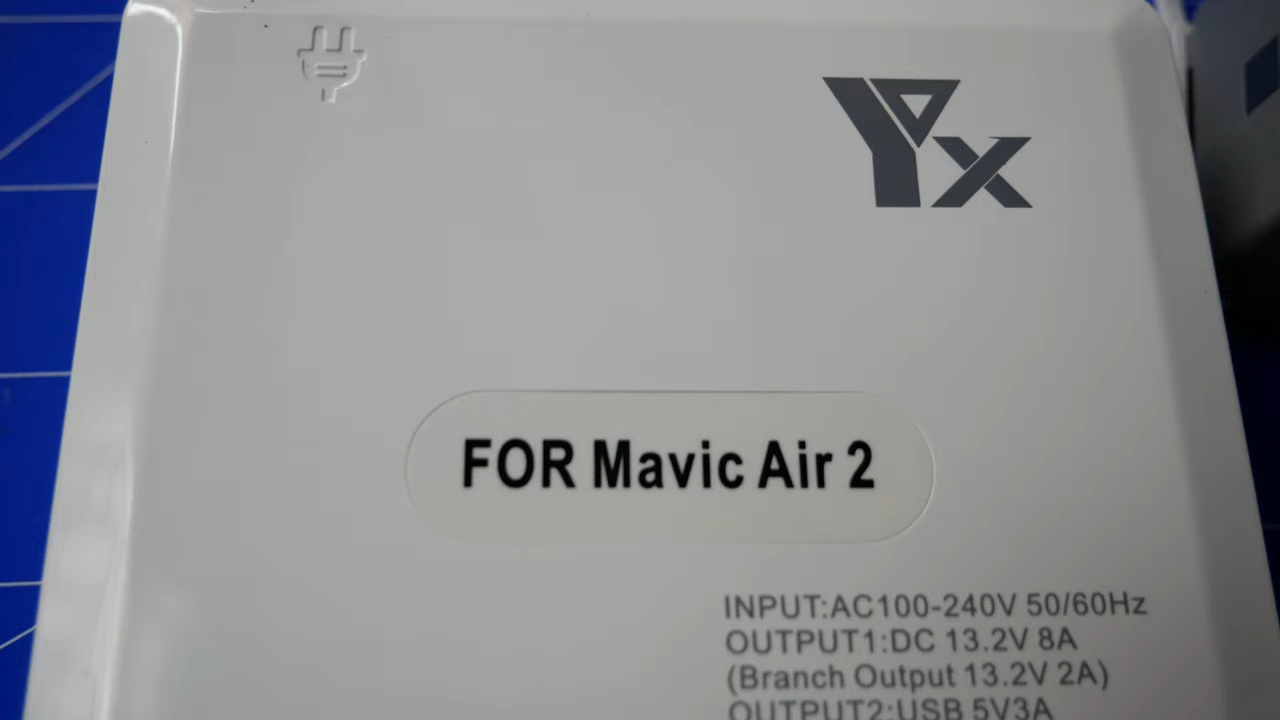 Yx
FOR Mavic Air 2
INPUT:AC100-240V 50/60Hz
OUTPUT1:DC 13.2V 8A
(Branch Output 13.2V 2A)
OUTPUT2:USB 5V3A